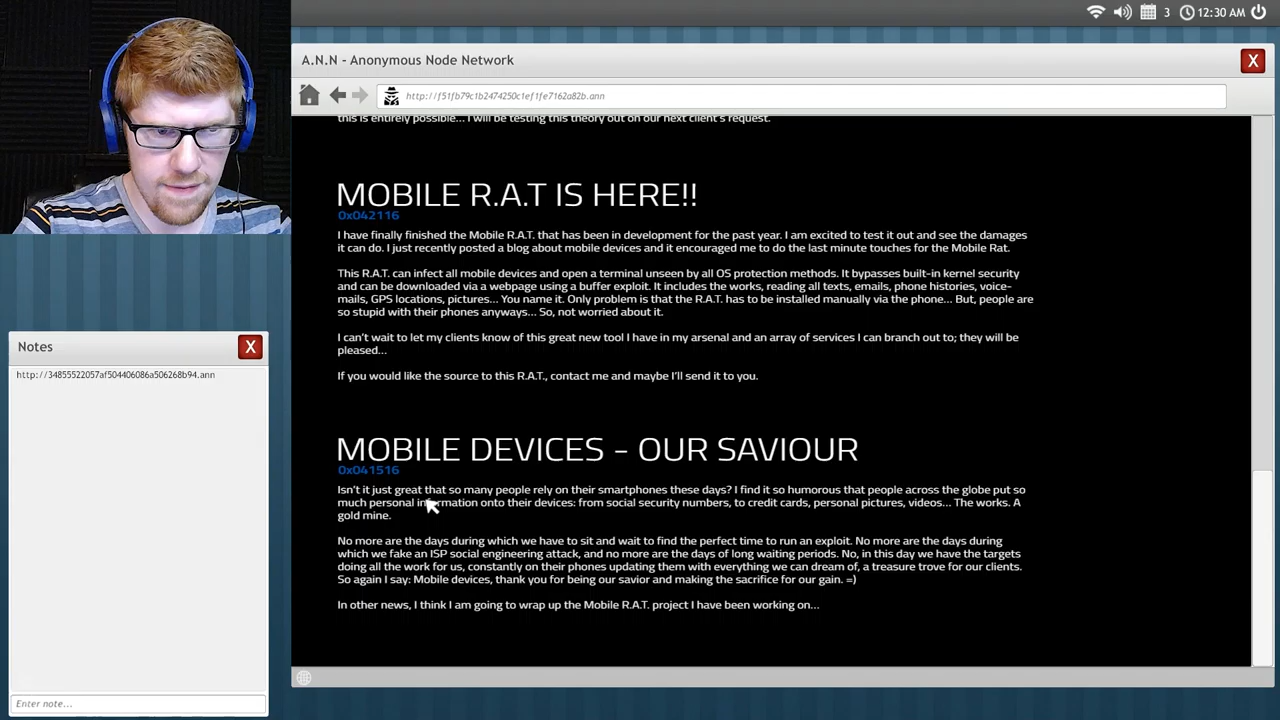 3
12:30 AM
A.N.N - Anonymous Node Network
X
http://f51fb79c1b2474250c1ef1fe7162a82b.ann
this is entirely possible... I will be testing this theory out on our next client's request.
MOBILE R.A.T IS HERE!!
0x042116
I have finally finished the Mobile R.A.T. that has been in development for the past year. I am excited to test it out and see the damages
it can do. I just recently posted a blog about mobile devices and it encouraged me to do the last minute touches for the Mobile Rat.
This R.A.T. can infect all mobile devices and open a terminal unseen by all OS protection methods. It bypasses built-in kernel security
and can be downloaded via a webpage using a buffer exploit. It includes the works, reading all texts, emails, phone histories, voice-
mails, GPS locations, pictures... You name it. Only problem is that the R.A.T. has to be installed manually via the phone... But, people are
so stupid with their phones anyways... So, not worried about it.
I can't wait to let my clients know of this great new tool I have in my arsenal and an array of services I can branch out to; they will be
pleased...
If you would like the source to this R.A.T., contact me and maybe I'll send it to you.
MOBILE DEVICES - OUR SAVIOUR
0x041516
Isn't it just great that so many people rely on their smartphones these days? I find it so humorous that people across the globe put so
much personal information onto their devices: from social security numbers, to credit cards, personal pictures, videos... The works. A
gold mine.
No more are the days during which we have to sit and wait to find the perfect time to run an exploit. No more are the days during
which we fake an ISP social engineering attack, and no more are the days of long waiting periods. No, in this day we have the targets
doing all the work for us, constantly on their phones updating them with everything we can dream of, a treasure trove for our clients.
So again I say: Mobile devices, thank you for being our savior and making the sacrifice for our gain. =)
In other news, I think I am going to wrap up the Mobile R.A.T. project I have been working on...
Notes
X
http://34855522057af504406086a506268b94.ann
Enter note...